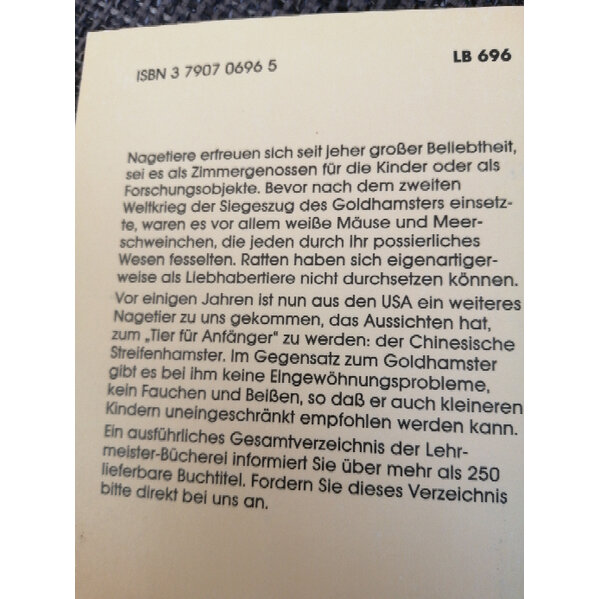 ISBN 3 7907 0696 5
LB 696
Nagetiere erfreuen sich seit jeher großer Beliebtheit,
sei es als Zimmergenossen für die Kinder oder als
Forschungsobjekte. Bevor nach dem zweiten
Weltkrieg der Siegeszug des Goldhamsters einsetz-
te, waren es vor allem weiße Mäuse und Meer-
schweinchen, die jeden durch Ihr possierliches
Wesen fesselten. Ratten haben sich eigenartiger-
weise als Liebhabertiere nicht durchsetzen können.
Vor einigen Jahren ist nun aus den USA ein weiteres
Nagetier zu uns gekommen, das Aussichten hat,
zum „Tier für Anfänger" zu werden: der Chinesische
Streifenhamster. Im Gegensatz zum Goldhamster
gibt es bei ihm keine Eingewöhnungsprobleme,
kein Fauchen und Beißen, so daß er auch kleineren
Kindern uneingeschränkt empfohlen werden kann.
Ein ausführliches Gesamtverzeichnis der Lehr-
meister-Bücherei informiert Sie über mehr als 250
lieferbare Buchtitel. Fordern Sie dieses Verzeichnis
bitte direkt bei uns an.